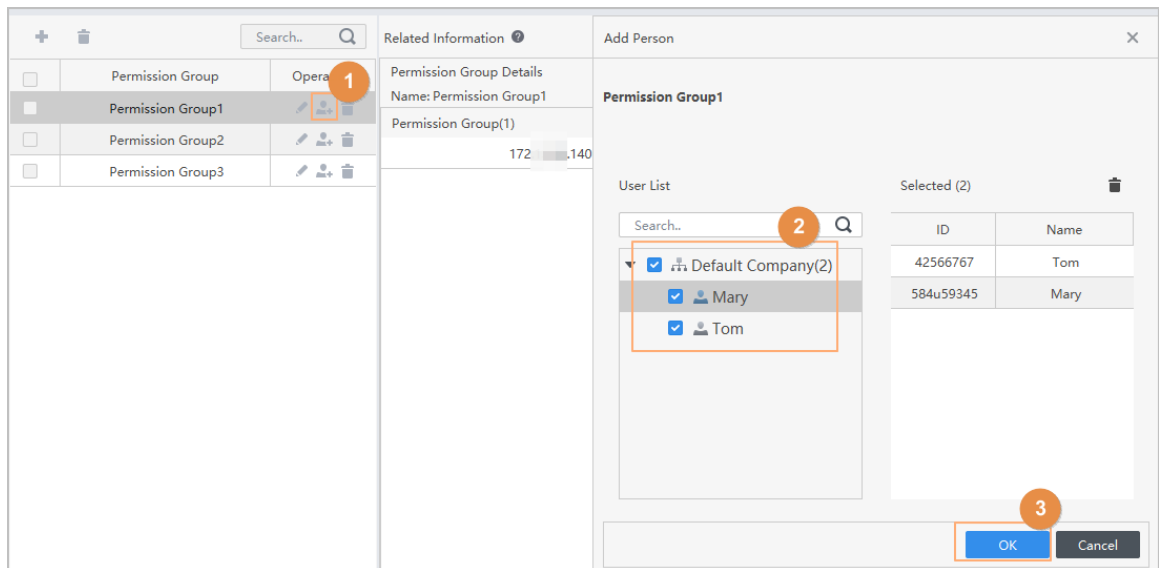 Search..
Related Information
Add Person
Permission Group
Opera
1
Permission Group Details
Permission Group1
Name: Permission Group1
Permission Group1
Permission Group(1)
Permission Group2
172 .140
Permission Group3
User List
Selected (2)
Search..
2
ID
Name
Default Company(2)
42566767
Tom
Mary
584u59345
Mary
Tom
3
OK
Cancel